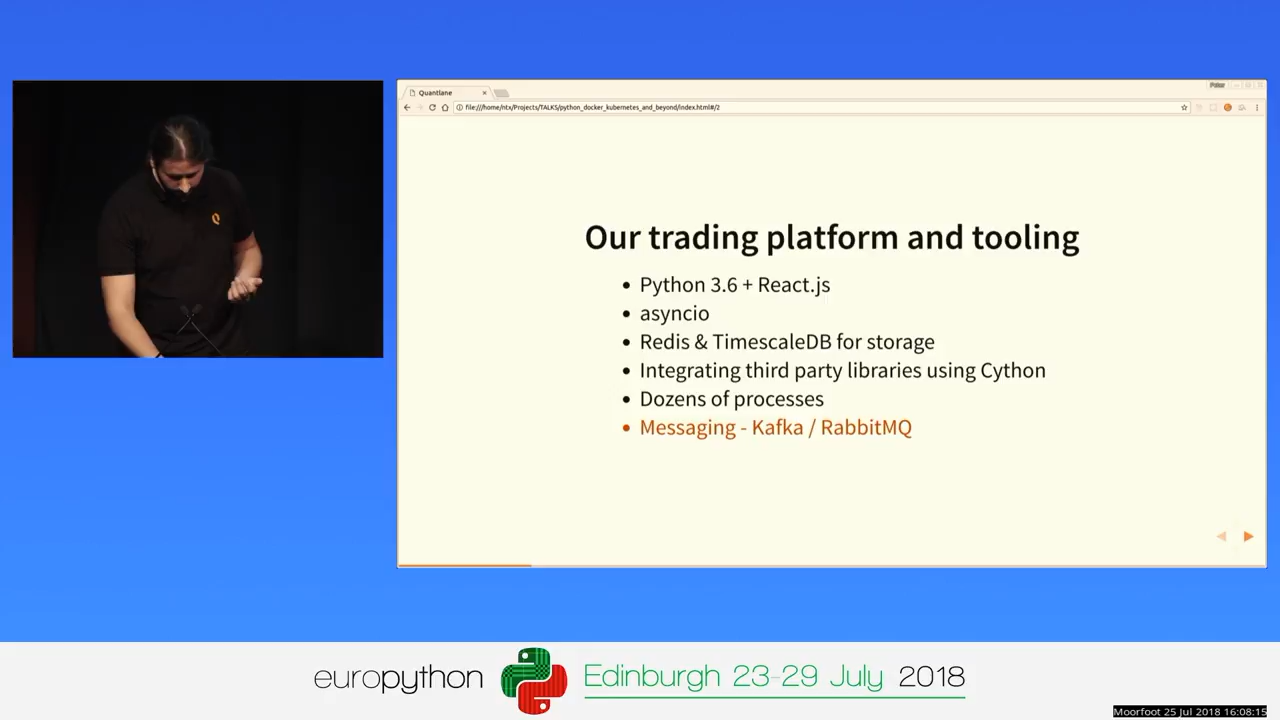 Quantlane
Peter
file:///home/ntx/Projects/TALKS/python_docker_kubernetes_and_beyond/index.html#/2
Our trading platform and tooling
Python 3.6 + React.js
asyncio
Redis & TimescaleDB for storage
Integrating third party libraries using Cython
Dozens of processes
Messaging - Kafka / RabbitMQ
europython
Edinburgh 23-29 July 2018
Moorfoot 25 Jul 2018 16:08:15